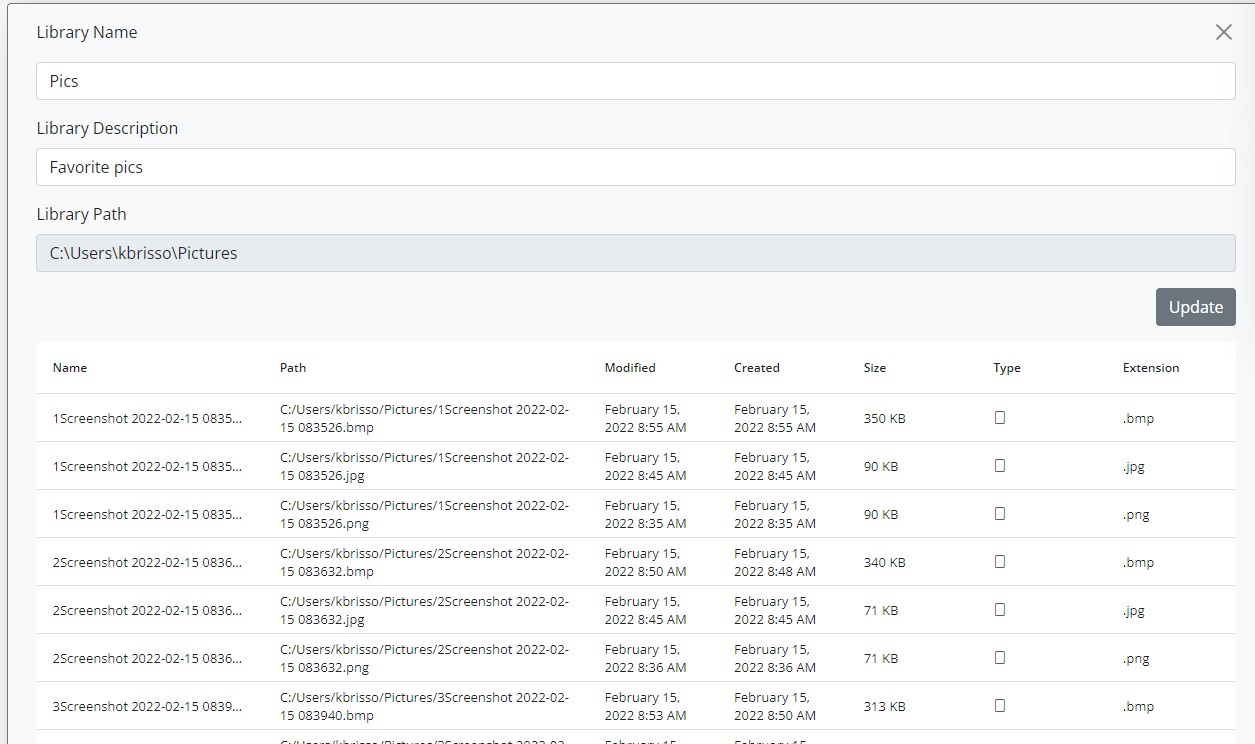 Library Name
Pics
Library Description
Favorite pics
Library Path
C:\Users\kbrisso\Pictures
Update
Name Path Modified Created Size Type Extension
1Screenshot 2022-02-15 0835... C:/Users/kbrisso/Pictures/1Screenshot 2022-02- February 15, February 15, 350 KB .bmp
15 083526.bmp 2022 8:55 AM 2022 8:55 AM
1Screenshot 2022-02-15 0835... C:/Users/kbrisso/Pictures/1Screenshot 2022-02- February 15, February 15, 90 KB .jpg
15 083526.jpg 2022 8:45 AM 2022 8:45 AM
1Screenshot 2022-02-15 0835... C:/Users/kbrisso/Pictures/1Screenshot 2022-02- February 15, February 15, 90 KB .png
15 083526.png 2022 8:35 AM 2022 8:35 AM
2Screenshot 2022-02-15 0836... C:/Users/kbrisso/Pictures/2Screenshot 2022-02- February 15, February 15, 340 KB .bmp
15 083632.bmp 2022 8:50 AM 2022 8:48 AM
2Screenshot 2022-02-15 0836... C:/Users/kbrisso/Pictures/2Screenshot 2022-02- February 15, February 15, 71 KB .jpg
15 083632.jpg 2022 8:45 AM 2022 8:45 AM
2Screenshot 2022-02-15 0836... C:/Users/kbrisso/Pictures/2Screenshot 2022-02- February 15, February 15, 71 KB .png
15 083632.png 2022 8:36 AM 2022 8:36 AM
3Screenshot 2022-02-15 0839... C:/Users/kbrisso/Pictures/3Screenshot 2022-02- February 15, February 15, 313 KB .bmp
15 083940.bmp 2022 8:53 AM 2022 8:50 AM